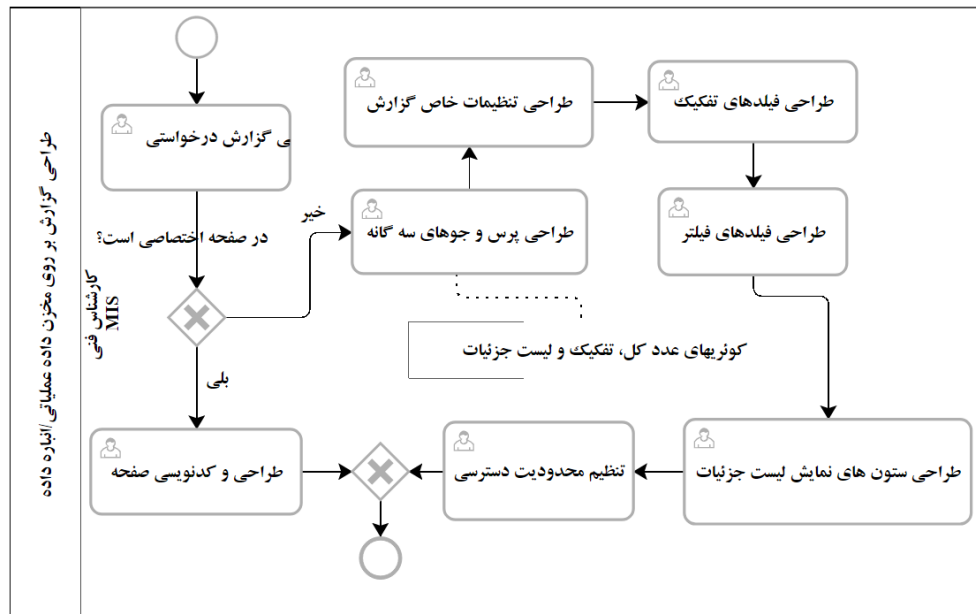 طراحی گزارش بر روی مخزن داده عملیاتی/انباره داده
کارشناس فنی
MIS
ی گزارش درخواستی
در صفحه اختصاصی است؟
خیر
بلی
طراحی پرس و جوهای سه گانه
طراحی تنظیمات خاص گزارش
طراحی فیلدهای تفکیک
طراحی فیلدهای فیلتر
کوئریهای عدد کل، تفکیک و لیست جزئیات
طراحی ستون های نمایش لیست جزئیات
تنظیم محدودیت دسترسی
طراحی و کدنویسی صفحه